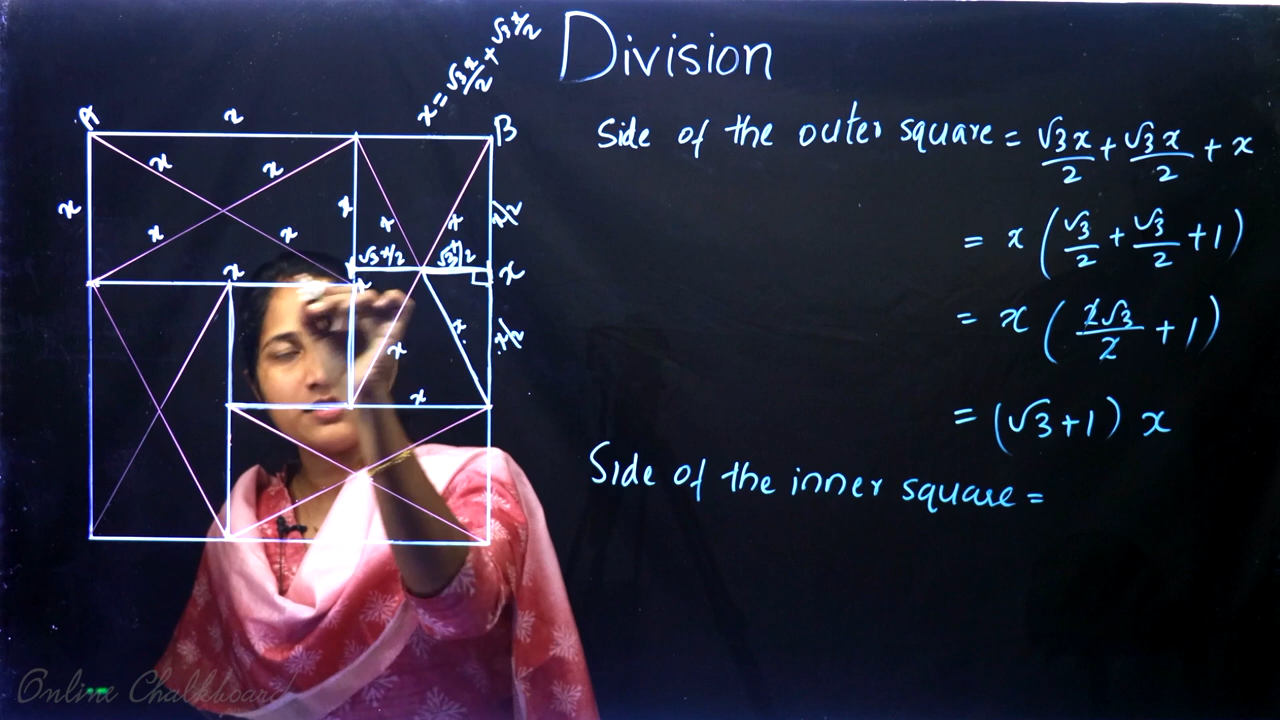 Division
x = √3x/2 + √3x/2
A
x
B
Side of the outer square = √3x/2 + √3x/2 + x
x
x
x
x
x
x
x
x
x/2
= x (√3/2 + √3/2 + 1)
√3x/2
√3x/2
x
x
= x (2√3/2 + 1)
x
x
x/2
x
= (√3+1) x
Side of the inner square =
Online Chalkboard